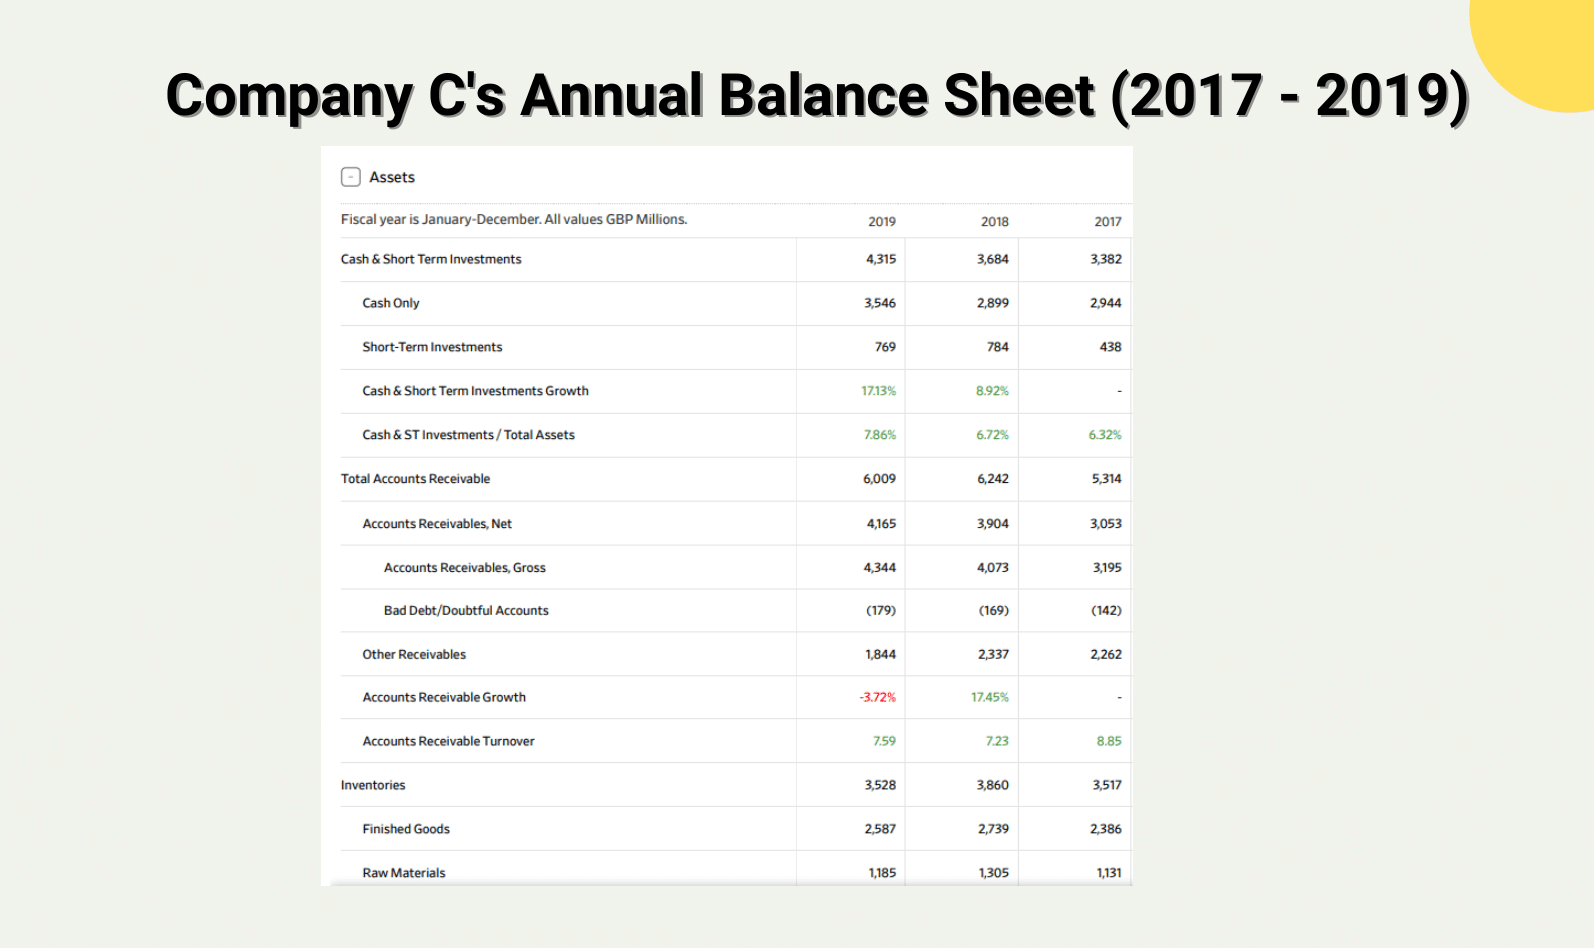 Company C's Annual Balance Sheet (2017 - 2019)
- Assets
Fiscal year is January-December. All values GBP Millions. 2019 2018 2017
Cash & Short Term Investments 4,315 3,684 3,382
Cash Only 3,546 2,899 2,944
Short-Term Investments 769 784 438
Cash & Short Term Investments Growth 17.13% 8.92% -
Cash & ST Investments / Total Assets 7.86% 6.72% 6.32%
Total Accounts Receivable 6,009 6,242 5,314
Accounts Receivables, Net 4,165 3,904 3,053
Accounts Receivables, Gross 4,344 4,073 3,195
Bad Debt/Doubtful Accounts (179) (169) (142)
Other Receivables 1,844 2,337 2,262
Accounts Receivable Growth -3.72% 17.45% -
Accounts Receivable Turnover 7.59 7.23 8.85
Inventories 3,528 3,860 3,517
Finished Goods 2,587 2,739 2,386
Raw Materials 1,185 1,305 1,131